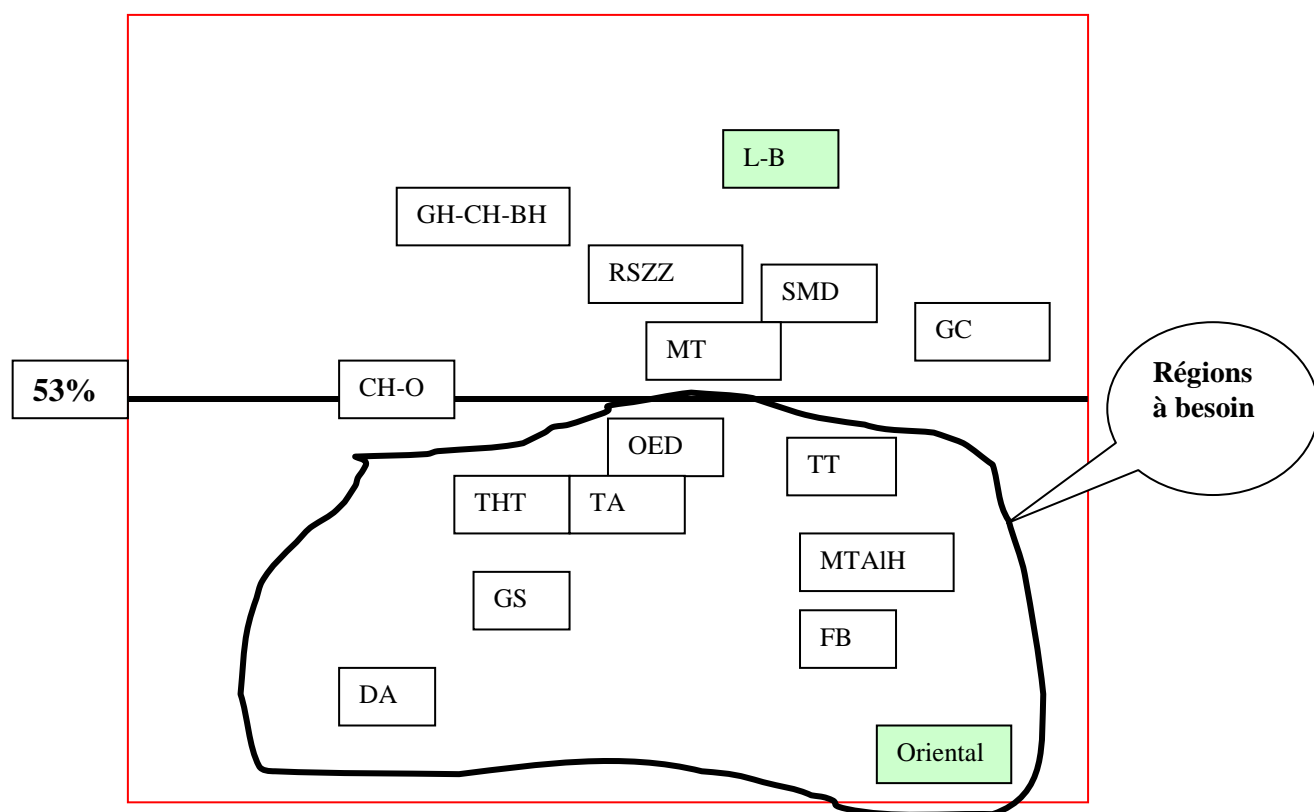 L-B
GH-CH-BH
RSZZ
SMD
GC
MT
53%
CH-O
Régions
à besoin
OED
TT
THT
TA
MTAlH
GS
FB
DA
Oriental